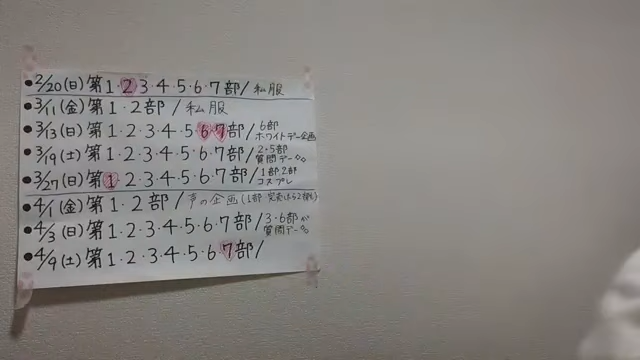 ●2/20(日)第1・2・3・4・5・6・7部/私服
●3/11(金)第1・2部/私服
●3/13(日)第1・2・3・4・5・6・7部/6部ホワイトデー企画
●3/19(土)第1・2・3・4・5・6・7部/2・5部質問デー
●3/27(日)第1・2・3・4・5・6・7部/1部2部コスプレ
●4/1(金)第1・2部/声の企画(1部
●4/3(日)第1・2・3・4・5・6・7部/3・6部が質問デー
●4/9(土)第1・2・3・4・5・6・7部/